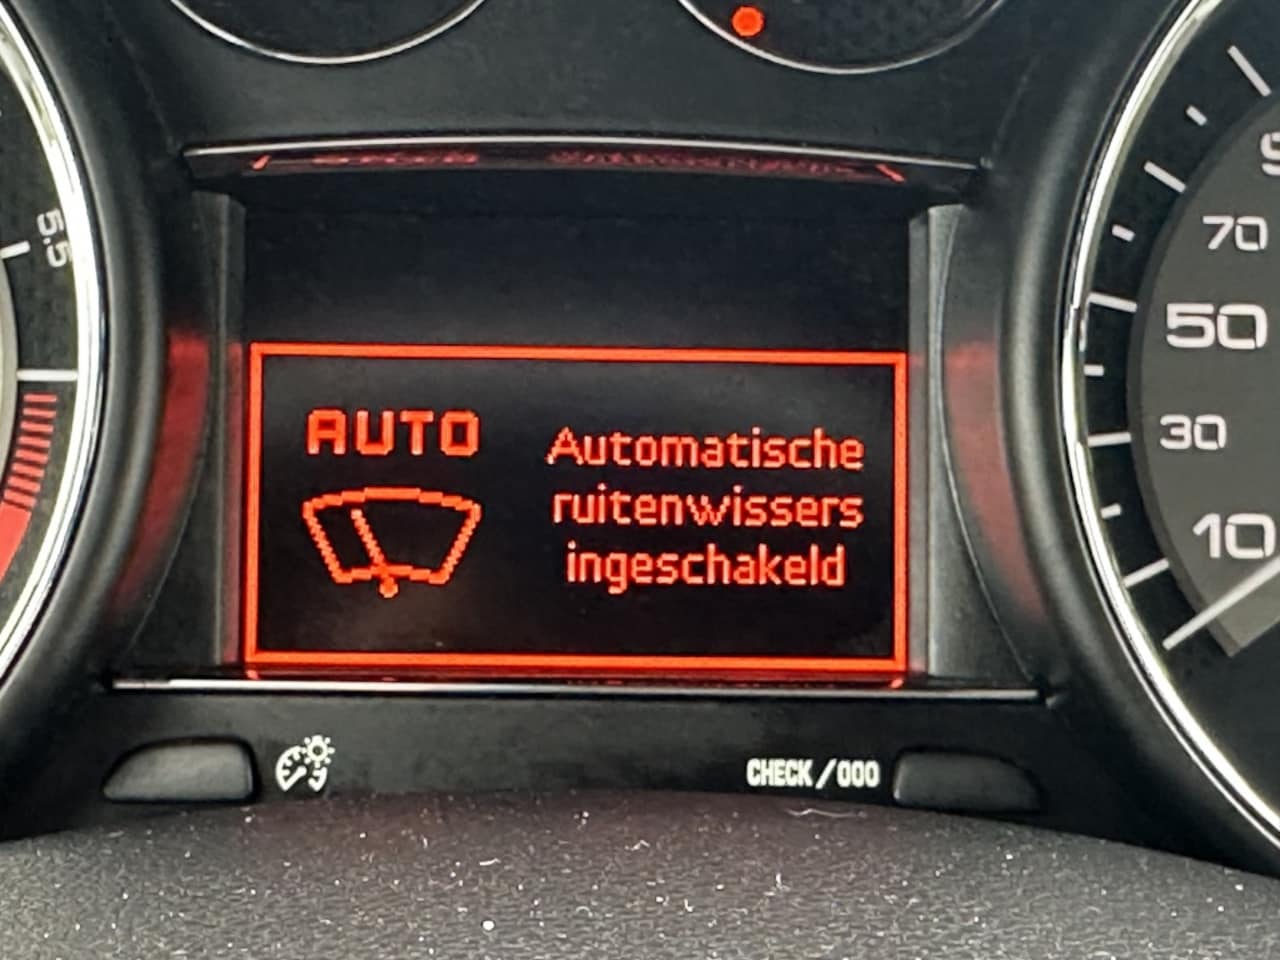 5.5
AUTO
Automatische
ruitenwissers
ingeschakeld
70
50
30
10
CHECK/000